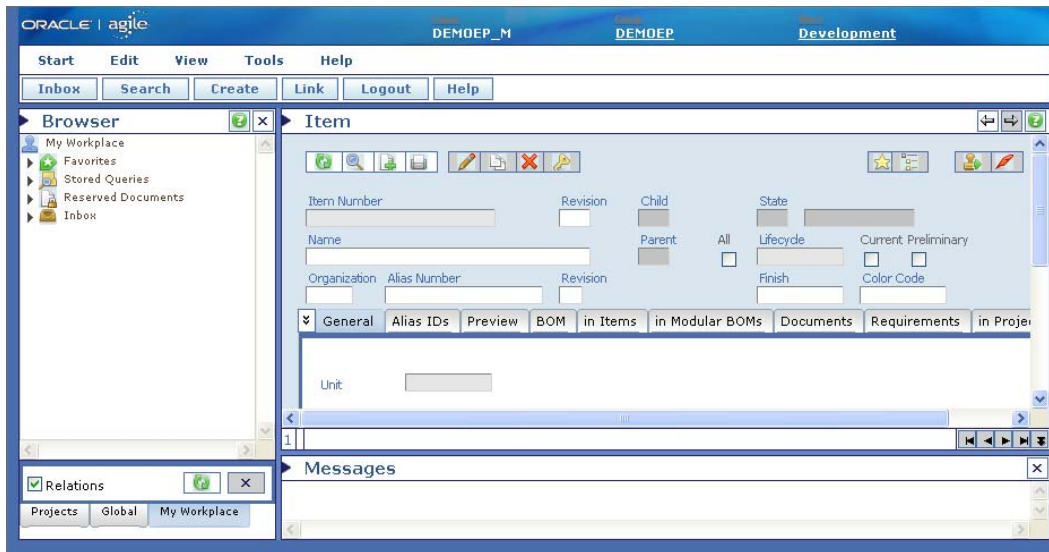 ORACLE | agile
DEMOEP_M DEMOEP Development
Start Edit View Tools Help
Inbox Search Create Link Logout Help
Browser
My Workplace
Favorites
Stored Queries
Reserved Documents
Inbox
Relations
Projects Global My Workplace
Item
Item Number Revision Child State
Name Parent All Lifecycle Current Preliminary
Organization Alias Number Revision Finish Color Code
General Alias IDs Preview BOM in Items in Modular BOMs Documents Requirements in Proje
Unit
1
Messages